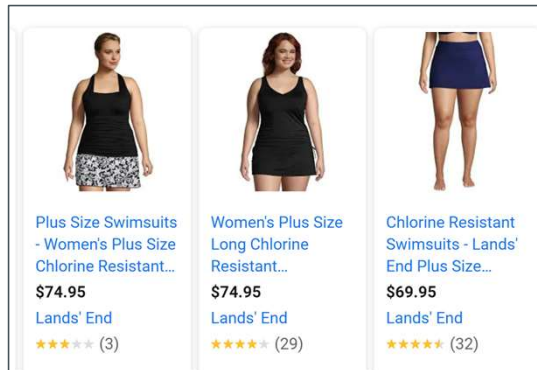 Plus Size Swimsuits
- Women's Plus Size
Chlorine Resistant...
$74.95
Lands' End
(3)
Women's Plus Size
Long Chlorine
Resistant...
$74.95
Lands' End
(29)
Chlorine Resistant
Swimsuits - Lands'
End Plus Size...
$69.95
Lands' End
(32)